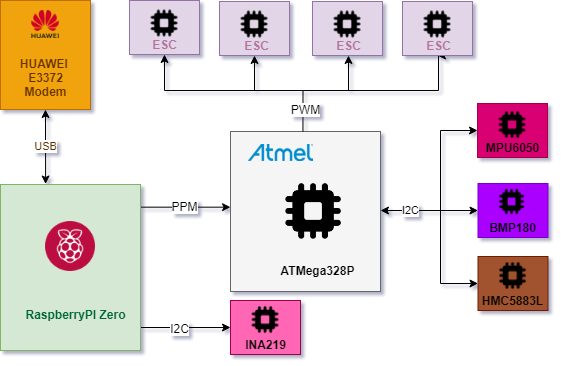 HUAWEI
HUAWEI
E3372
Modem
ESC
ESC
ESC
ESC
PWM
USB
Atmel
ATMega328P
PPM
I2C
MPU6050
BMP180
HMC5883L
RaspberryPI Zero
I2C
INA219